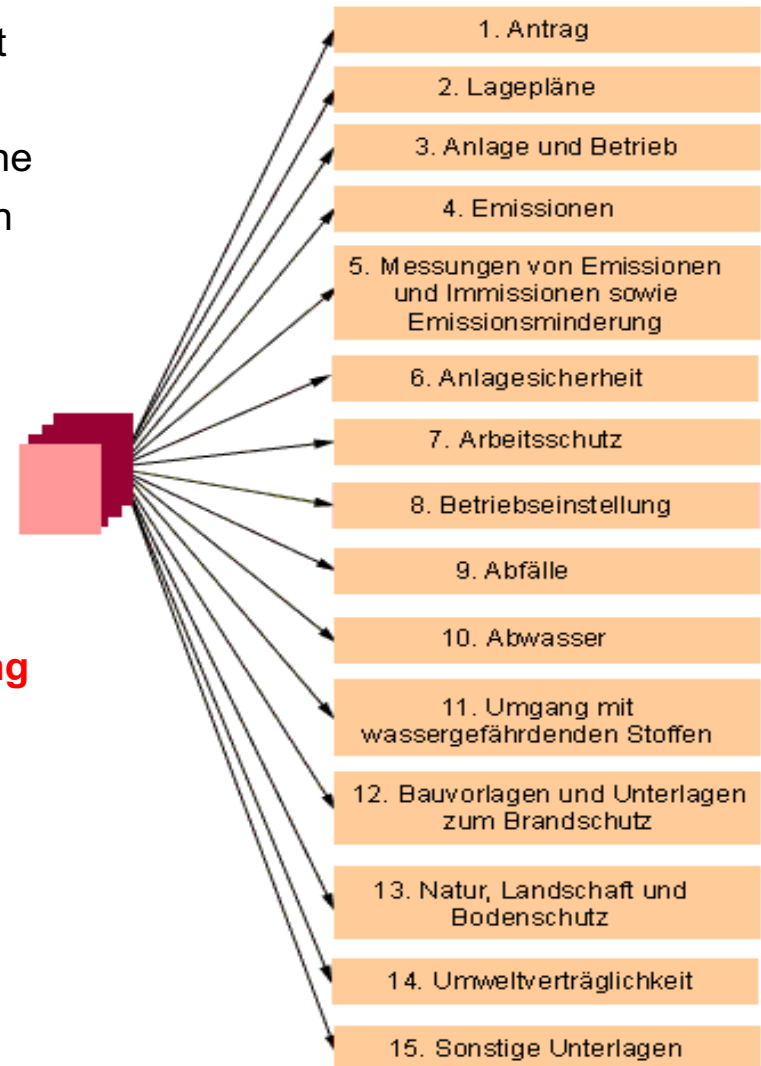 t
1. Antrag
2. Lagepläne
ne
3. Anlage und Betrieb
n
4. Emissionen
5. Messungen von Emissionen
und Immissionen sowie
Emissionsminderung
6. Anlagesicherheit
7. Arbeitsschutz
8. Betriebseinstellung
9. Abfälle
10. Abwasser
ng
11. Umgang mit
wassergefährdenden Stoffen
12. Bauvorlagen und Unterlagen
zum Brandschutz
13. Natur, Landschaft und
Bodenschutz
14. Umweltverträglichkeit
15. Sonstige Unterlagen